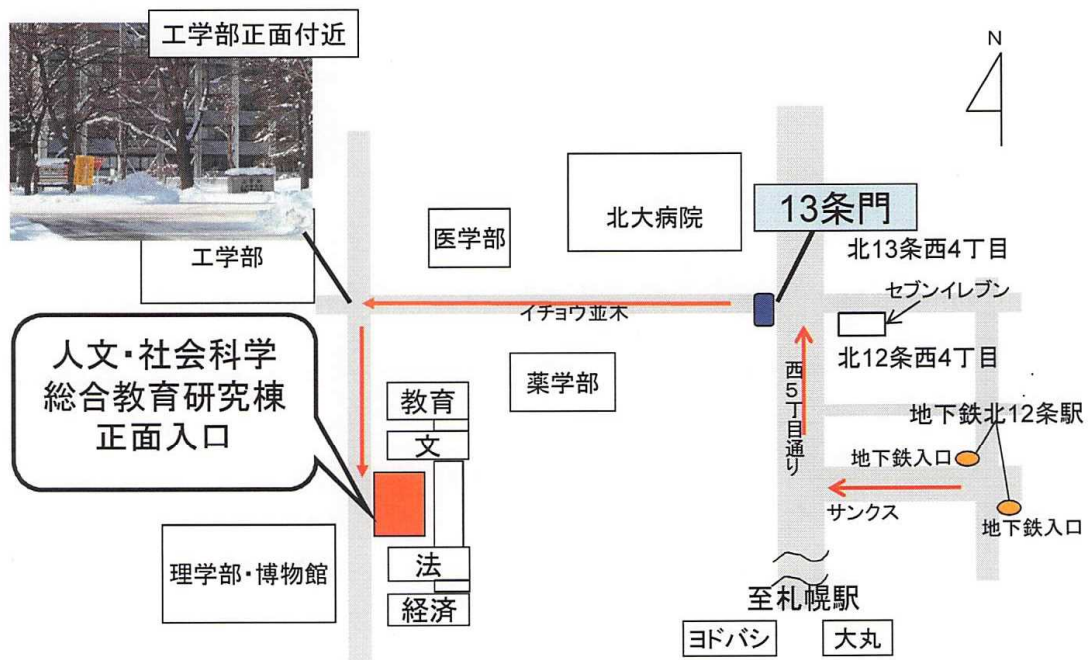 工学部正面付近
N
北大病院
13条門
医学部
工学部
北13条西4丁目
セブンイレブン
イチョウ並木
人文・社会科学
総合教育研究棟
正面入口
北12条西4丁目
薬学部
西5丁目通り
教育
文
地下鉄北12条駅
地下鉄入口
サンクス
地下鉄入口
理学部・博物館
法
経済
至札幌駅
ヨドバシ
大丸